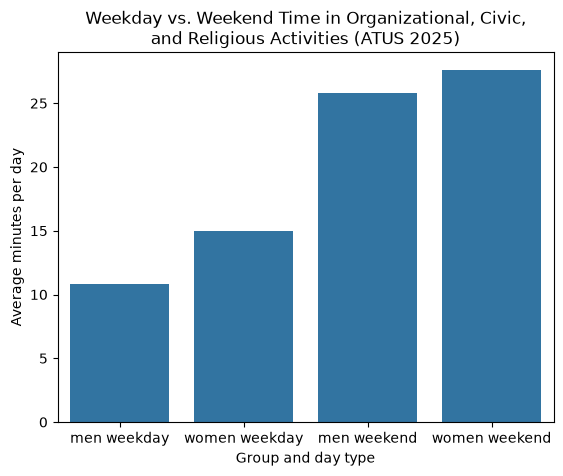 Weekday vs. Weekend Time in Organizational, Civic,
and Religious Activities (ATUS 2025)
Average minutes per day
25
20
15
10
5
0
men weekday women weekday men weekend women weekend
Group and day type